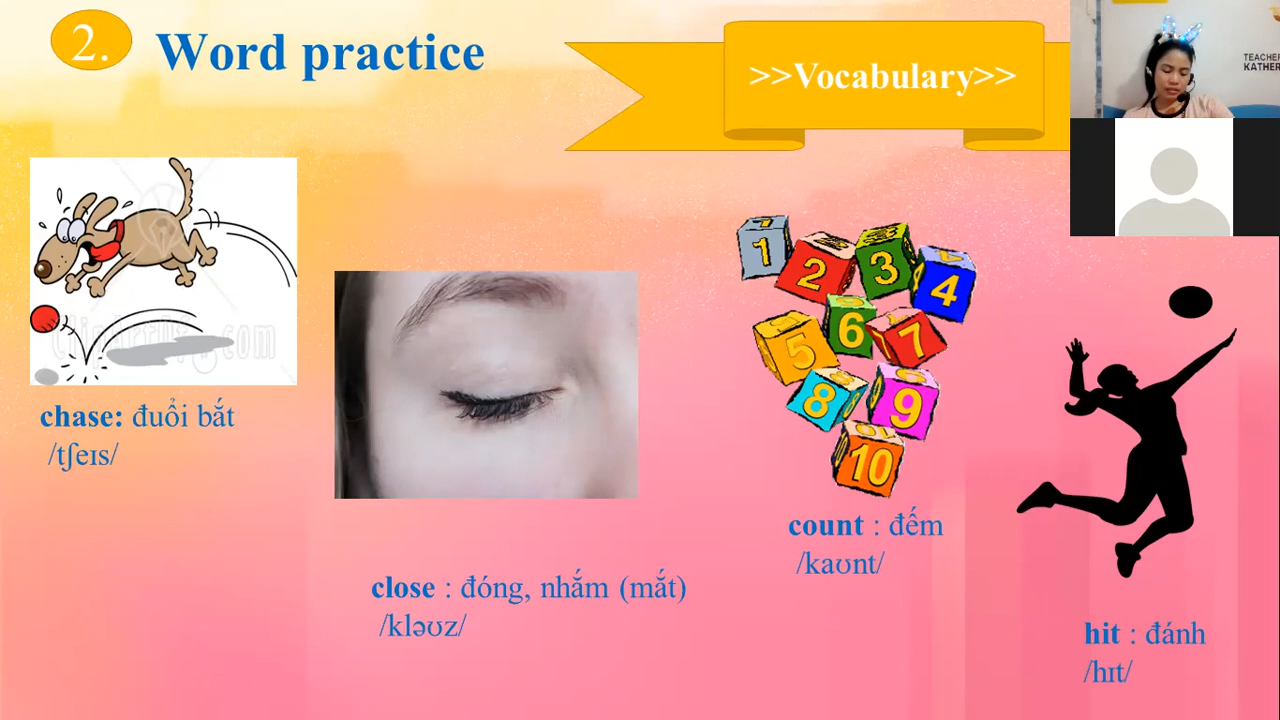 2.
Word practice
>>Vocabulary>>
TEACHER
chase: đuổi bắt
/tʃeɪs/
close : đóng, nhắm (mắt)
/kləʊz/
1
2
3
4
5
6
7
8
9
10
count : đếm
/kaʊnt/
hit : đánh
/hɪt/